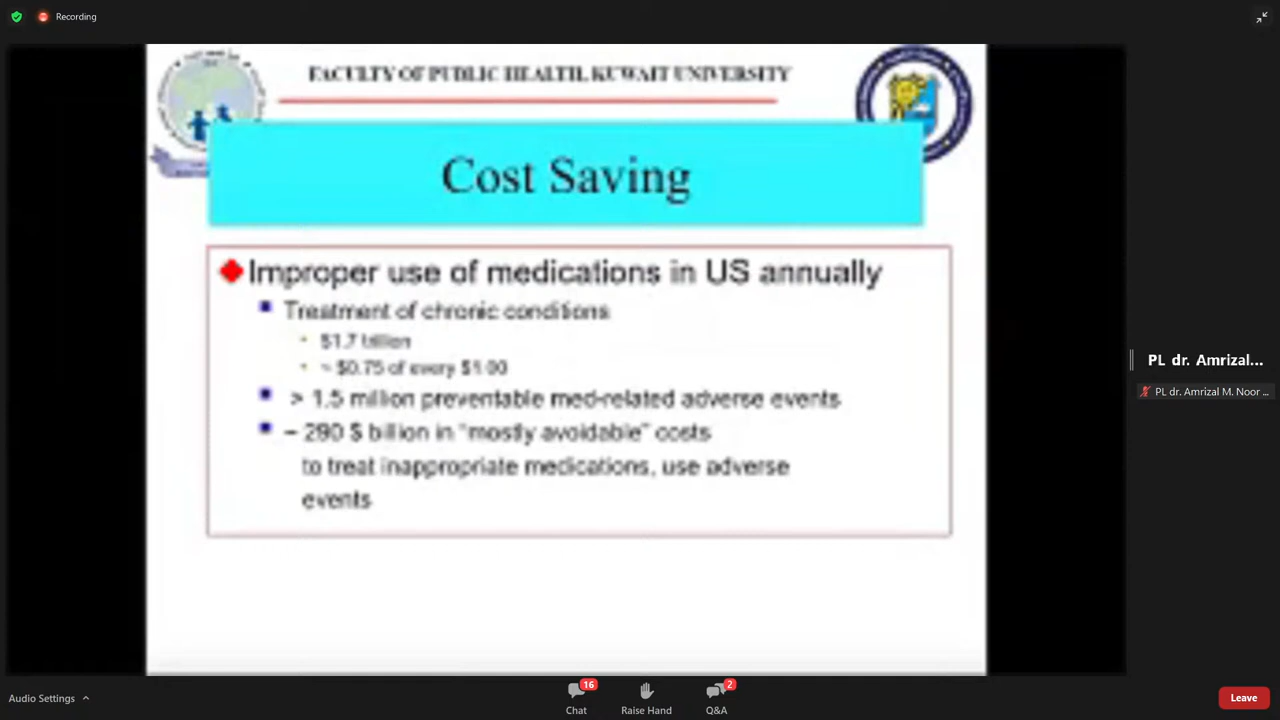 Recording
FACULTY OF PUBLIC HEALTH, KUWAIT UNIVERSITY
Cost Saving
Improper use of medications in US annually
Treatment of chronic conditions
$1.7 trillion
~ $0.75 of every $1.00
> 1.5 million preventable med-related adverse events
~ 290 $ billion in "mostly avoidable" costs
to treat inappropriate medications, use adverse
events
PL dr. Amrizal...
PL dr. Amrizal M. Noor ...
Audio Settings
16
Chat
Raise Hand
2
Q&A
Leave